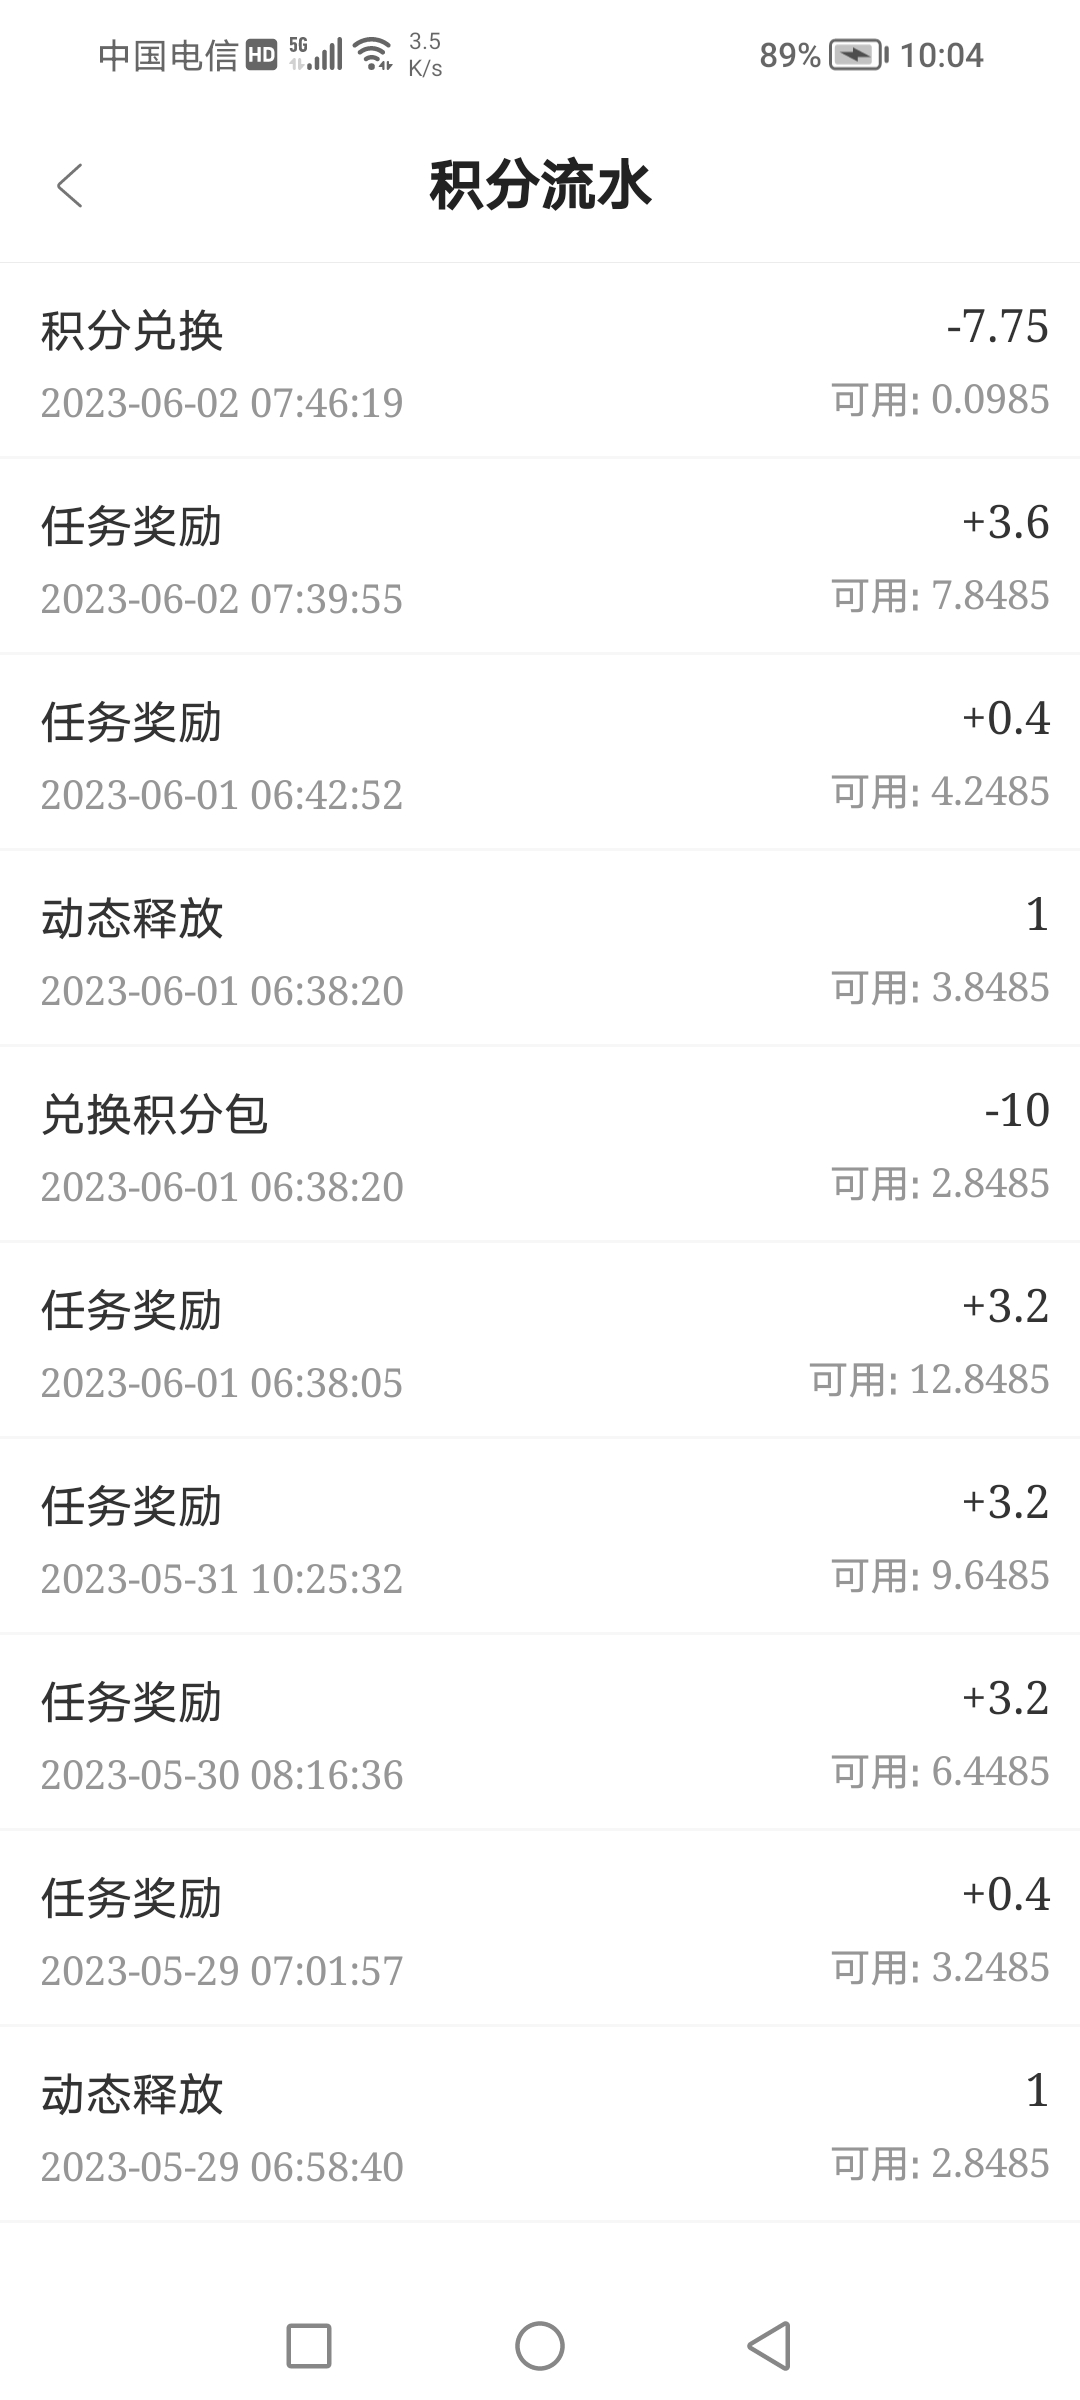 中国电信 HD 5G 3.5 K/s 89% 10:04
积分流水
积分兑换 -7.75
2023-06-02 07:46:19 可用: 0.0985
任务奖励 +3.6
2023-06-02 07:39:55 可用: 7.8485
任务奖励 +0.4
2023-06-01 06:42:52 可用: 4.2485
动态释放 1
2023-06-01 06:38:20 可用: 3.8485
兑换积分包 -10
2023-06-01 06:38:20 可用: 2.8485
任务奖励 +3.2
2023-06-01 06:38:05 可用: 12.8485
任务奖励 +3.2
2023-05-31 10:25:32 可用: 9.6485
任务奖励 +3.2
2023-05-30 08:16:36 可用: 6.4485
任务奖励 +0.4
2023-05-29 07:01:57 可用: 3.2485
动态释放 1
2023-05-29 06:58:40 可用: 2.8485